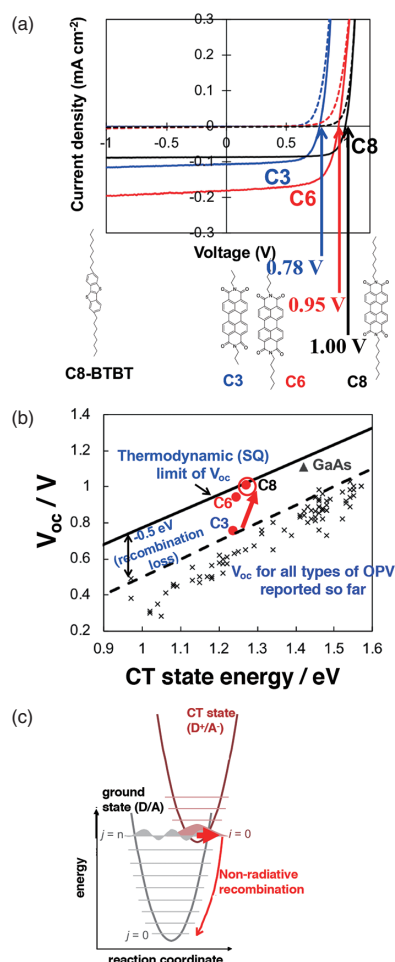 (a)
Current density (mA cm-2)
0.3
0.2
0.1
0
-0.1
-0.2
-0.3
-1
-0.5
0
0.5
1
C3
C6
C8
Voltage (V)
0.78 V
0.95 V
1.00 V
C8-BTBT
C3
C6
C8
(b)
Voc / V
1.4
1.2
1
0.8
0.6
0.4
0.2
Thermodynamic (SQ)
limit of Voc
GaAs
C8
C6
C3
-0.5 eV
(recombination
loss)
Voc for all types of OPV
reported so far
0.9
1
1.1
1.2
1.3
1.4
1.5
1.6
CT state energy / eV
(c)
CT state
(D+/A-)
ground
state (D/A)
j = n
i = 0
Non-radiative
recombination
energy
j = 0
reaction coordinate